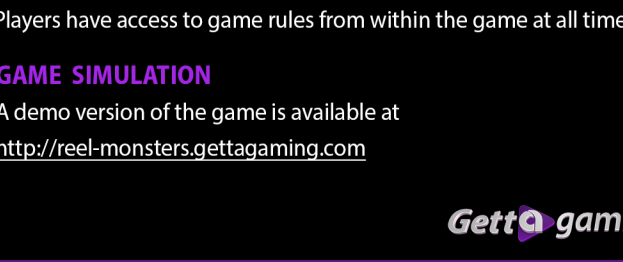 Players have access to game rules from within the game at all time
GAME SIMULATION
A demo version of the game is available at
http://reel-monsters.gettagaming.com
Getta gam